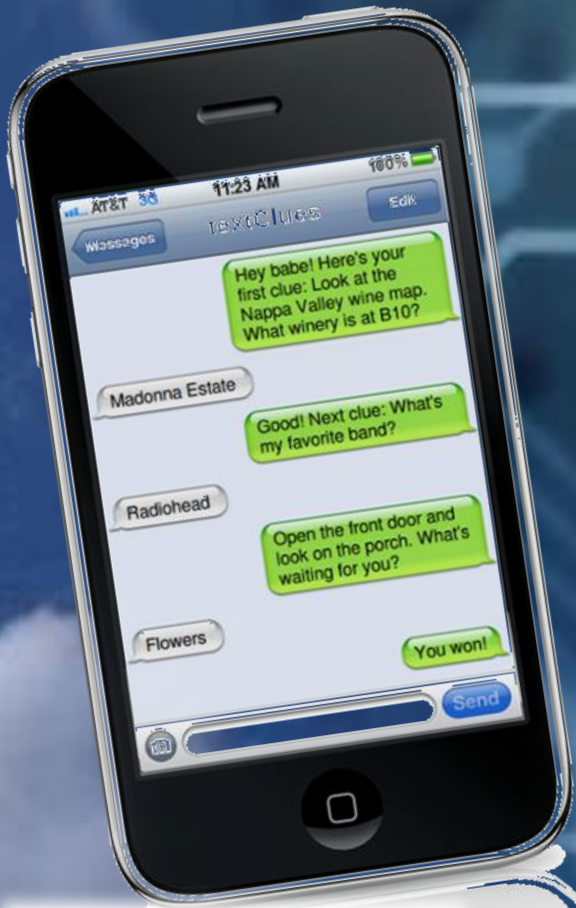 AT&T 3G 11:23 AM 100%
Messages textClues Edit
Hey babe! Here's your
first clue: Look at the
Nappa Valley wine map.
What winery is at B10?
Madonna Estate
Good! Next clue: What's
my favorite band?
Radiohead
Open the front door and
look on the porch. What's
waiting for you?
Flowers
You won!
Send